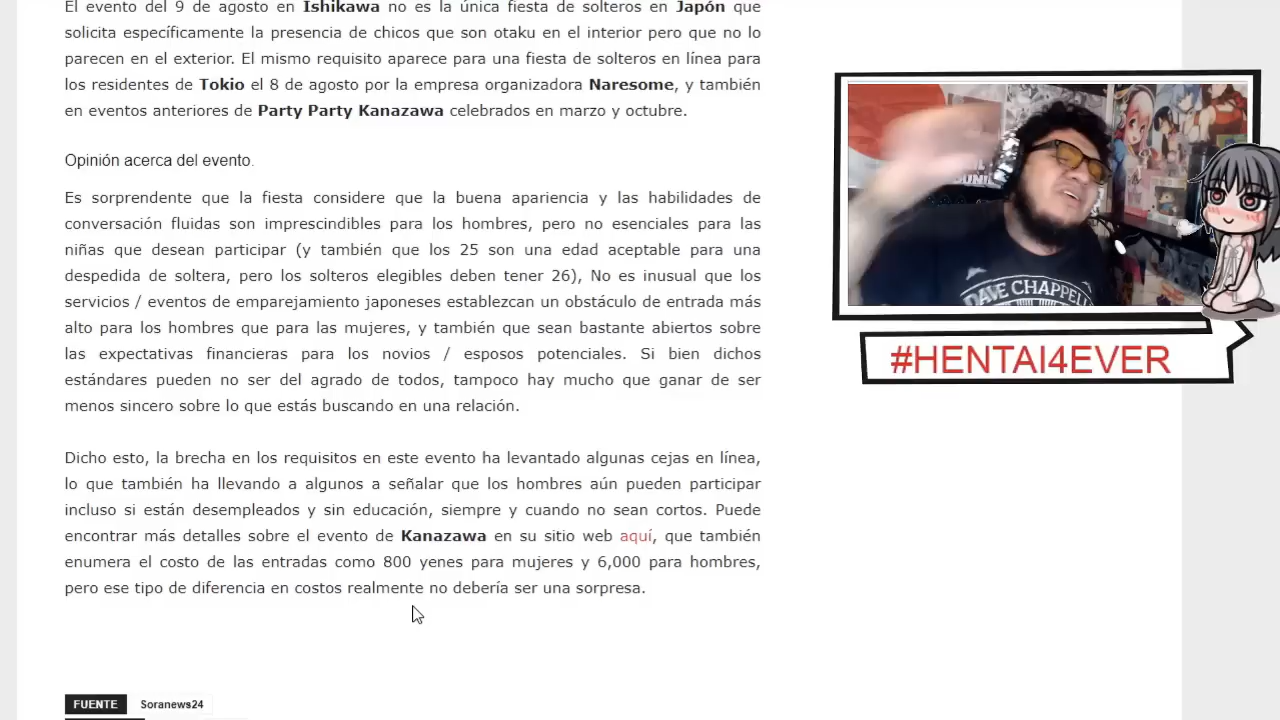 El evento del 9 de agosto en Ishikawa no es la única fiesta de solteros en Japón que
solicita específicamente la presencia de chicos que son otaku en el interior pero que no lo
parecen en el exterior. El mismo requisito aparece para una fiesta de solteros en línea para
los residentes de Tokio el 8 de agosto por la empresa organizadora Naresome, y también
en eventos anteriores de Party Party Kanazawa celebrados en marzo y octubre.
Opinión acerca del evento.
Es sorprendente que la fiesta considere que la buena apariencia y las habilidades de
conversación fluidas son imprescindibles para los hombres, pero no esenciales para las
niñas que desean participar (y también que los 25 son una edad aceptable para una
despedida de soltera, pero los solteros elegibles deben tener 26), No es inusual que los
servicios / eventos de emparejamiento japoneses establezcan un obstáculo de entrada más
alto para los hombres que para las mujeres, y también que sean bastante abiertos sobre
las expectativas financieras para los novios / esposos potenciales. Si bien dichos
estándares pueden no ser del agrado de todos, tampoco hay mucho que ganar de ser
menos sincero sobre lo que estás buscando en una relación.
Dicho esto, la brecha en los requisitos en este evento ha levantado algunas cejas en línea,
lo que también ha llevando a algunos a señalar que los hombres aún pueden participar
incluso si están desempleados y sin educación, siempre y cuando no sean cortos. Puede
encontrar más detalles sobre el evento de Kanazawa en su sitio web aquí, que también
enumera el costo de las entradas como 800 yenes para mujeres y 6,000 para hombres,
pero ese tipo de diferencia en costos realmente no debería ser una sorpresa.
FUENTE Soranews24
DAVE CHAPPELL
#HENTAI4EVER